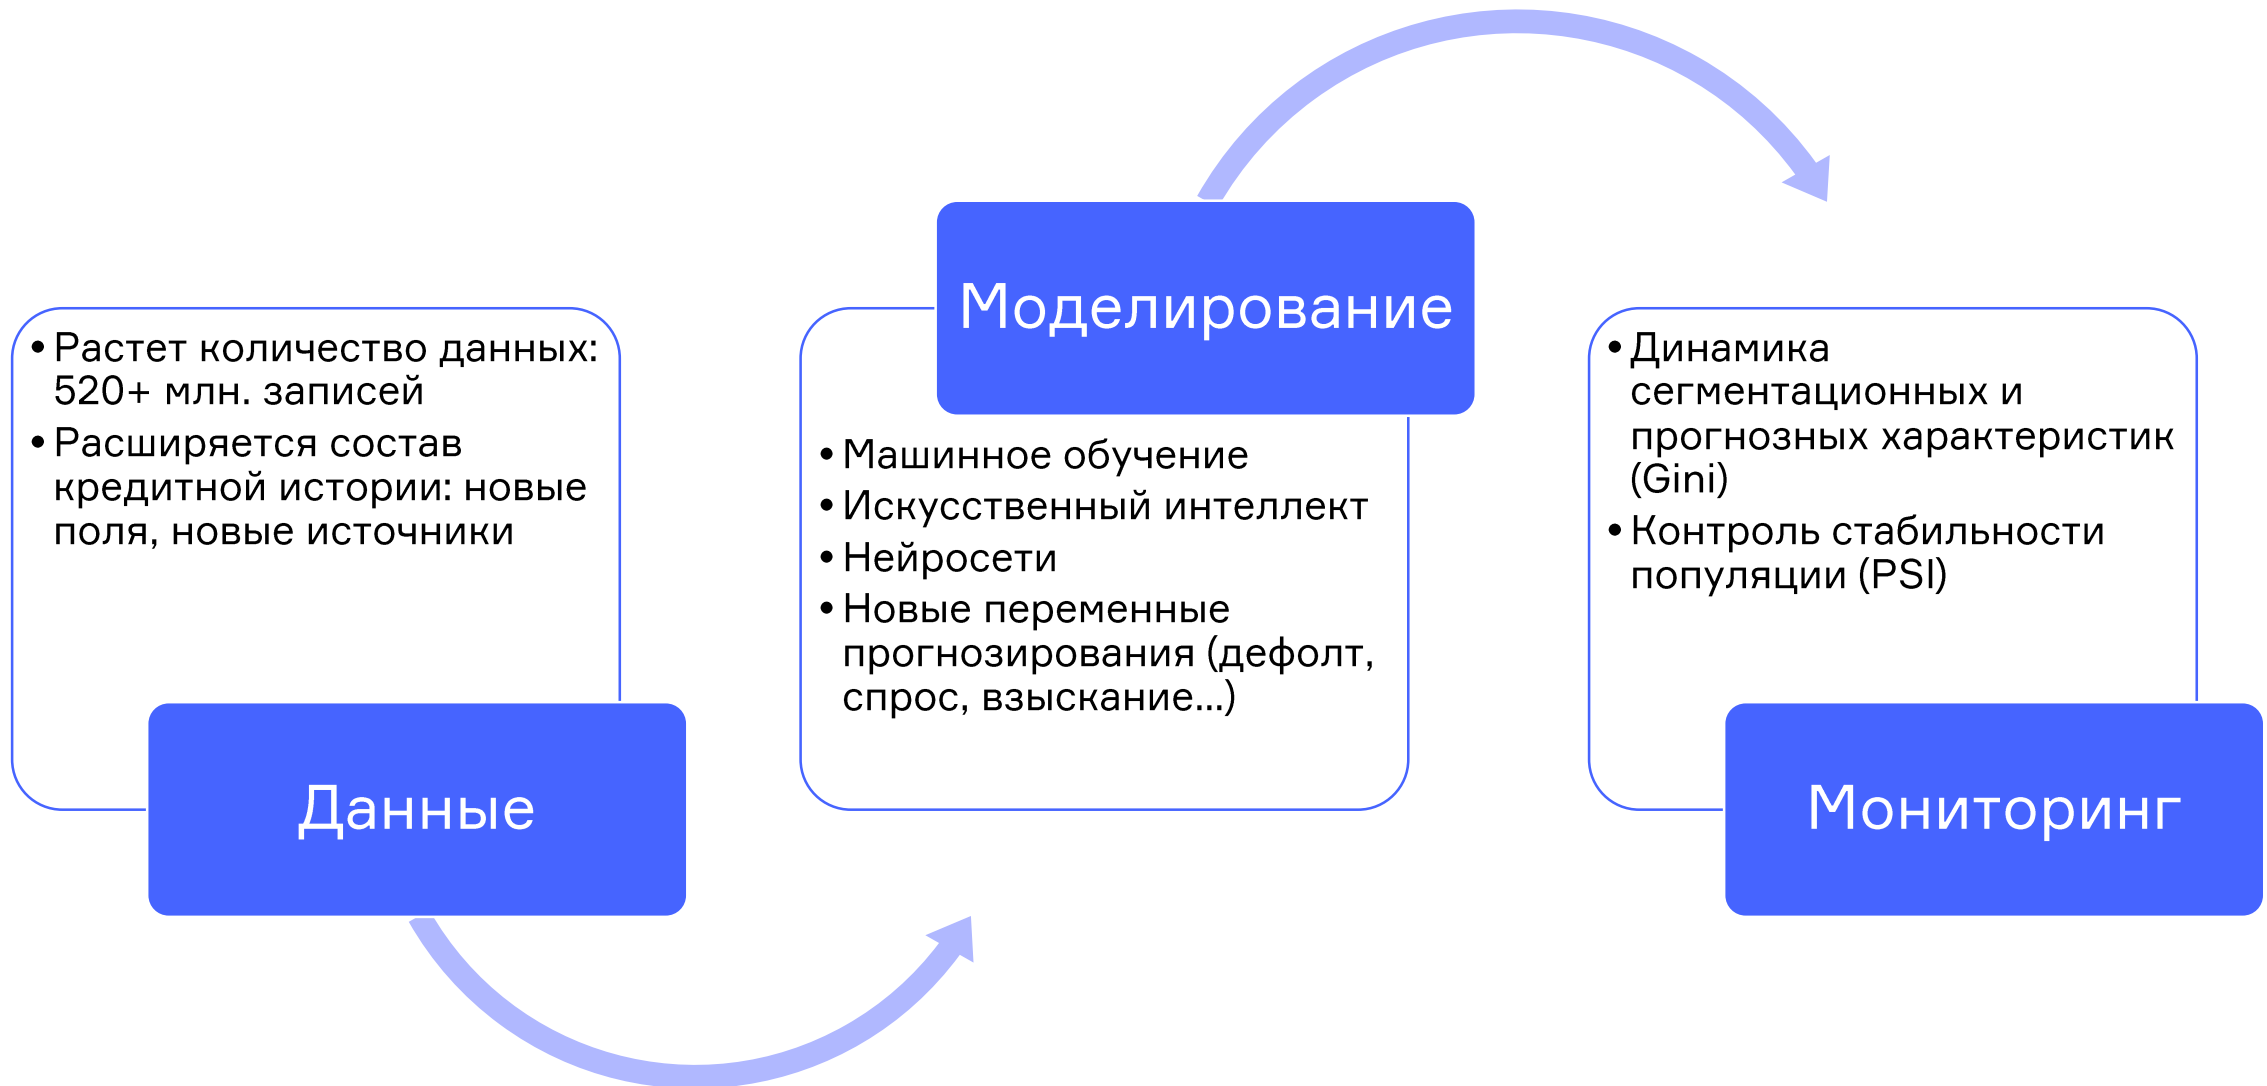 • Растет количество данных:
520+ млн. записей
• Расширяется состав
кредитной истории: новые
поля, новые источники
Данные
Моделирование
• Машинное обучение
• Искусственный интеллект
• Нейросети
• Новые переменные
прогнозирования (дефолт,
спрос, взыскание...)
• Динамика
сегментационных и
прогнозных характеристик
(Gini)
• Контроль стабильности
популяции (PSI)
Мониторинг